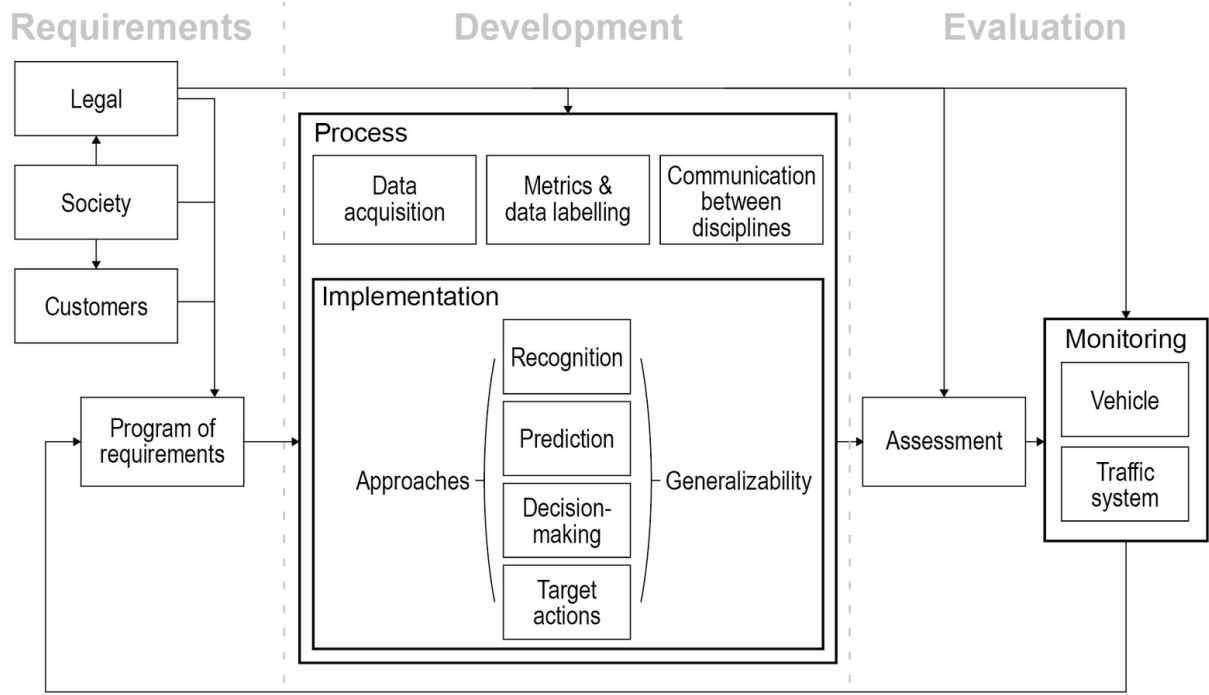 Requirements
Development
Evaluation
Legal
Society
Customers
Program of
requirements
Process
Data
acquisition
Metrics &
data labelling
Communication
between
disciplines
Implementation
Approaches
Recognition
Prediction
Decision-
making
Target
actions
Generalizability
Assessment
Monitoring
Vehicle
Traffic
system